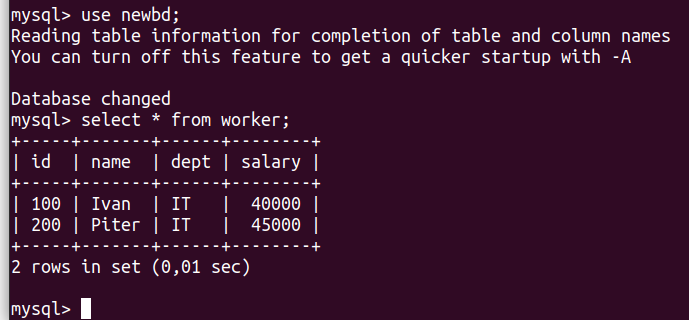 mysql> use newbd;
Reading table information for completion of table and column names
You can turn off this feature to get a quicker startup with -A

Database changed
mysql> select * from worker;
+-----+-------+------+--------+
| id  | name  | dept | salary |
+-----+-------+------+--------+
| 100 | Ivan  | IT   |  40000 |
| 200 | Piter | IT   |  45000 |
+-----+-------+------+--------+
2 rows in set (0,01 sec)

mysql>